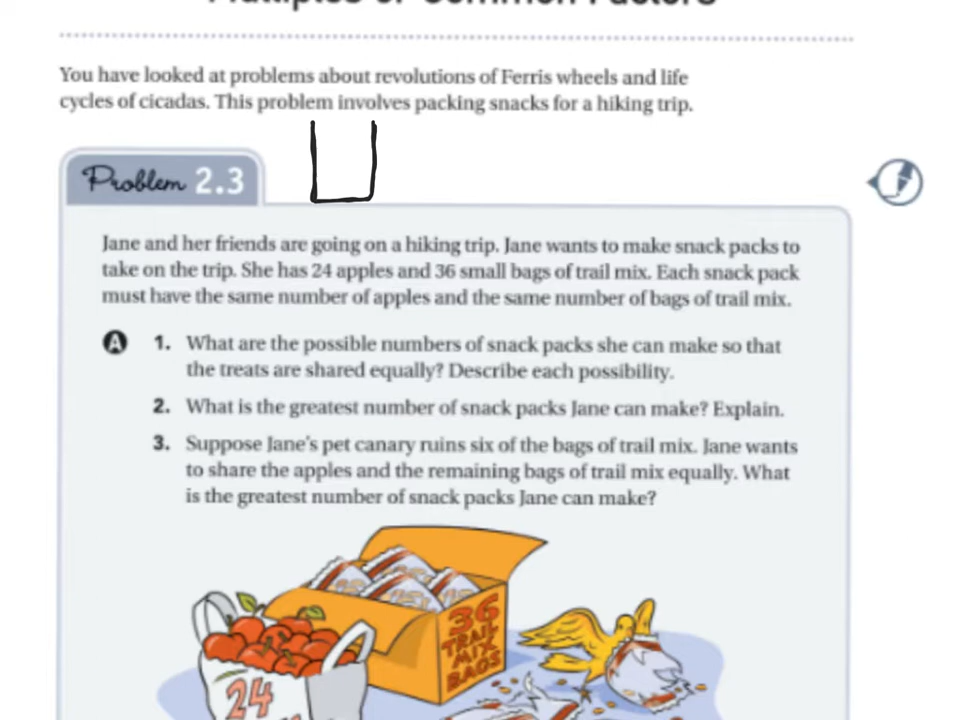 You have looked at problems about revolutions of Ferris wheels and life
cycles of cicadas. This problem involves packing snacks for a hiking trip.
Problem 2.3
Jane and her friends are going on a hiking trip. Jane wants to make snack packs to
take on the trip. She has 24 apples and 36 small bags of trail mix. Each snack pack
must have the same number of apples and the same number of bags of trail mix.
A 1. What are the possible numbers of snack packs she can make so that
the treats are shared equally? Describe each possibility.
2. What is the greatest number of snack packs Jane can make? Explain.
3. Suppose Jane's pet canary ruins six of the bags of trail mix. Jane wants
to share the apples and the remaining bags of trail mix equally. What
is the greatest number of snack packs Jane can make?
36
TRAIL
MIX
BAGS
24